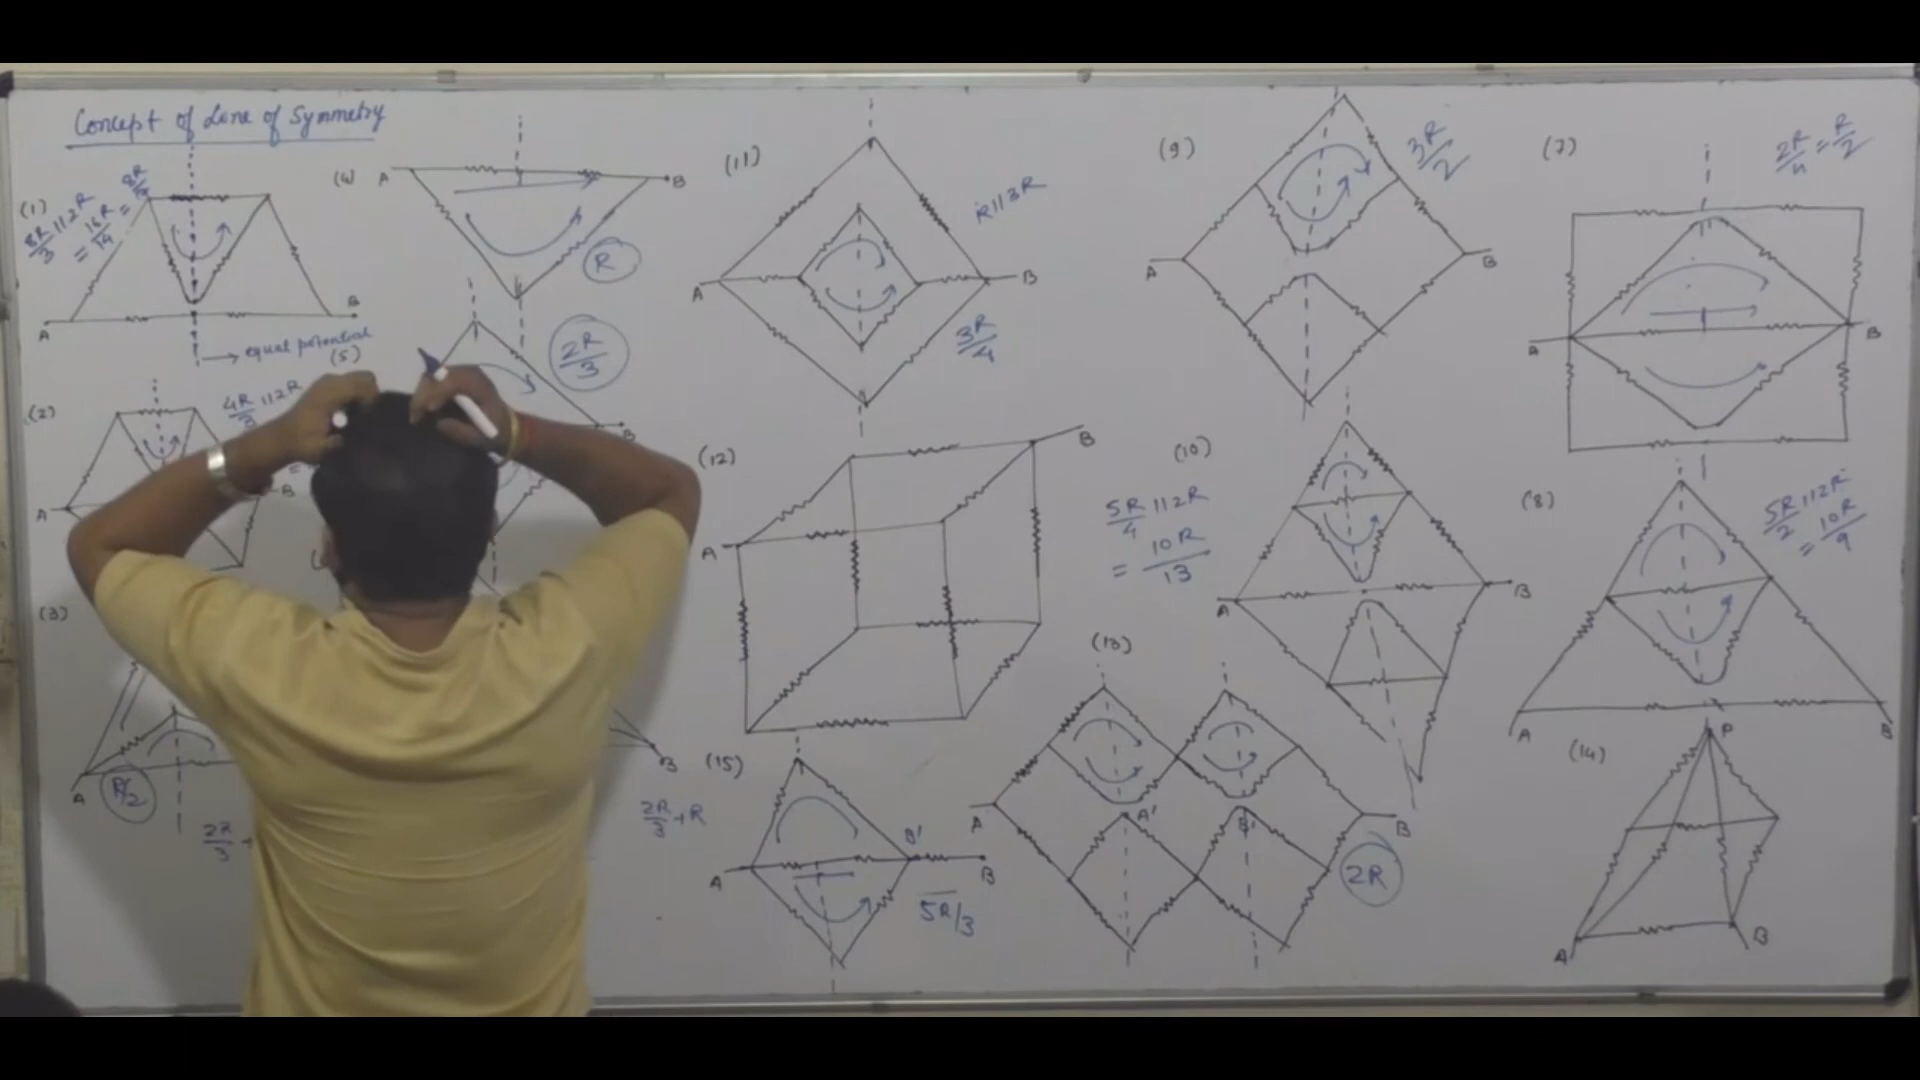 Concept of Line of Symmetry
(1)
8R/3 || 2R
= 16R/14 = 8R/
A
B
equal potential
(2)
4R/3 || 2R
A
B
(3)
A
R/2
2R/3
B
2R/3 + R
(4)
A
B
R
(5)
2R/3
B
(11)
A
B
R || 3R
3R/4
(12)
A
B
(15)
A
B'
B
5R/3
(9)
A
B
3R/2
(10)
5R/4 || 2R
= 10R/13
A
B
(13)
A
A'
B'
B
2R
(7)
2R/4 = R/2
A
B
(8)
5R/2 || 2R
= 10R/9
A
B
(14)
P
A
B